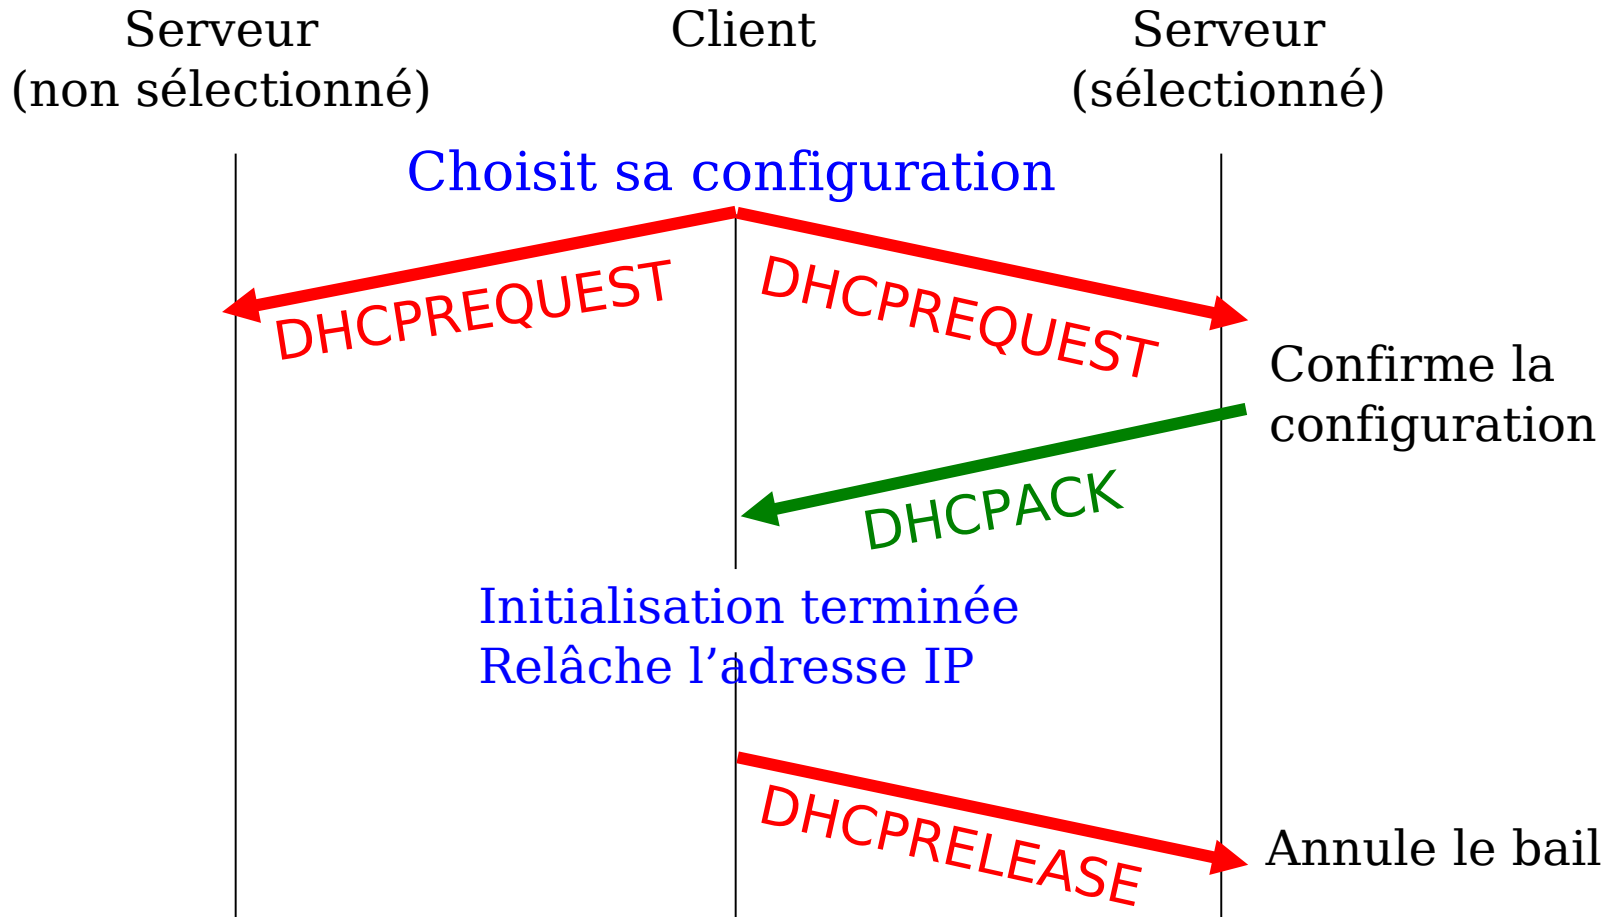 Serveur
(non sélectionné)
Client
Serveur
(sélectionné)
Choisit sa configuration
DHCPREQUEST
DHCPREQUEST
Confirme la
configuration
DHCPACK
Initialisation terminée
Relâche l’adresse IP
DHCPRELEASE
Annule le bail